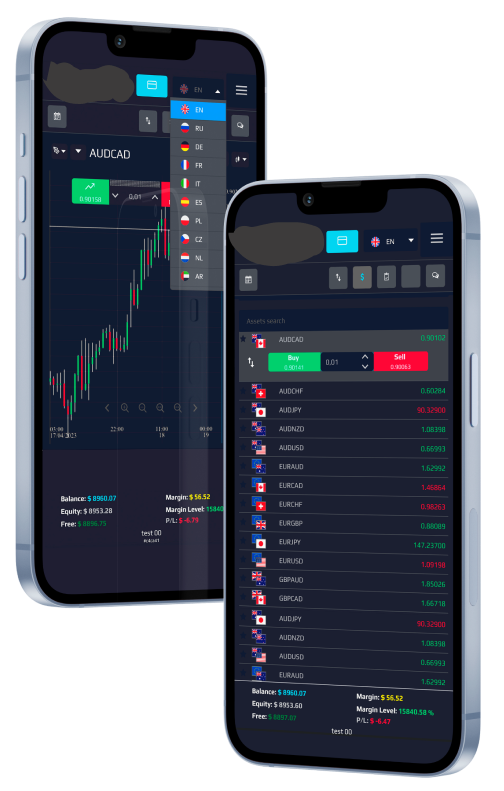 EN
EN
RU
DE
FR
IT
ES
PL
CZ
NL
AR
AUDCAD
0.90158
0.01
03:00
17.04.2023
22:00
11:00
18
00:00
19
Balance: $ 8960.07
Equity: $ 8953.28
Free: $ 8896.75
Margin: $ 56.52
Margin Level: 15840
P/L: $ -6.79
test 00
EN
Assets search
AUDCAD 0.90102
Buy
0.90141
0.01
Sell
0.90063
AUDCHF 0.60284
AUDJPY 90.32900
AUDNZD 1.08398
AUDUSD 0.66993
EURAUD 1.62992
EURCAD 1.46864
EURCHF 0.98263
EURGBP 0.88089
EURJPY 147.23700
EURUSD 1.09198
GBPAUD 1.85026
GBPCAD 1.66718
AUDJPY 90.32900
AUDNZD 1.08398
AUDUSD 0.66993
EURAUD 1.62992
Balance: $ 8960.07
Equity: $ 8953.60
Free: $ 8897.07
Margin: $ 56.52
Margin Level: 15840.58 %
P/L: $ -6.47
test 00